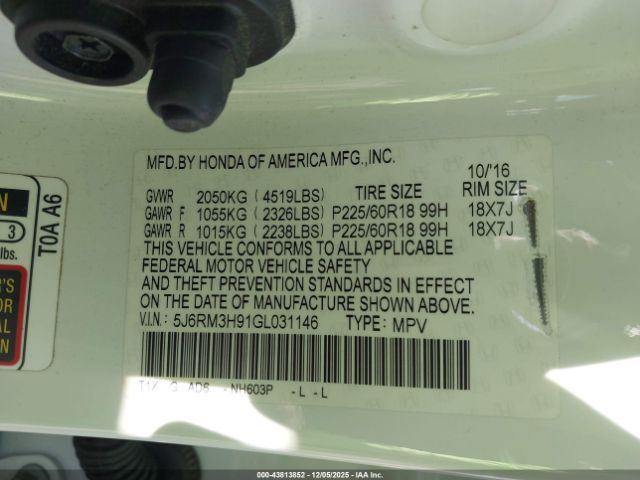 MFD.BY HONDA OF AMERICA MFG.,INC.
10/'16
GVWR 2050KG (4519LBS) TIRE SIZE RIM SIZE
GAWR F 1055KG (2326LBS) P225/60R18 99H 18X7J
GAWR R 1015KG (2238LBS) P225/60R18 99H 18X7J
THIS VEHICLE CONFORMS TO ALL APPLICABLE
FEDERAL MOTOR VEHICLE SAFETY
AND THEFT PREVENTION STANDARDS IN EFFECT
ON THE DATE OF MANUFACTURE SHOWN ABOVE.
V.I.N.: 5J6RM3H91GL031146 TYPE: MPV
NH603P - L - L
T0A A6
N
3
lbs.
000-43813852 - 12/05/2025 - IAA Inc.